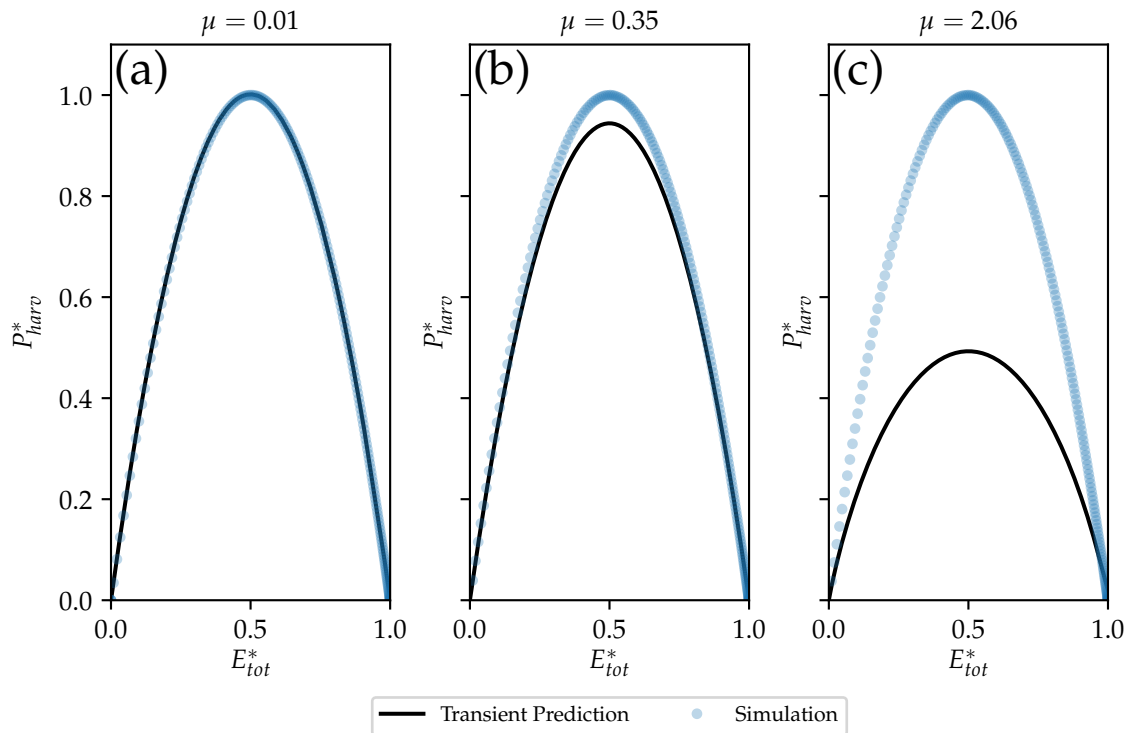 μ = 0.01
μ = 0.35
μ = 2.06
(a)
(b)
(c)
1.0
0.8
0.6
0.4
0.2
0.0
P*harv
P*harv
P*harv
0.0 0.5 1.0
0.0 0.5 1.0
0.0 0.5 1.0
E*tot
E*tot
E*tot
Transient Prediction
Simulation